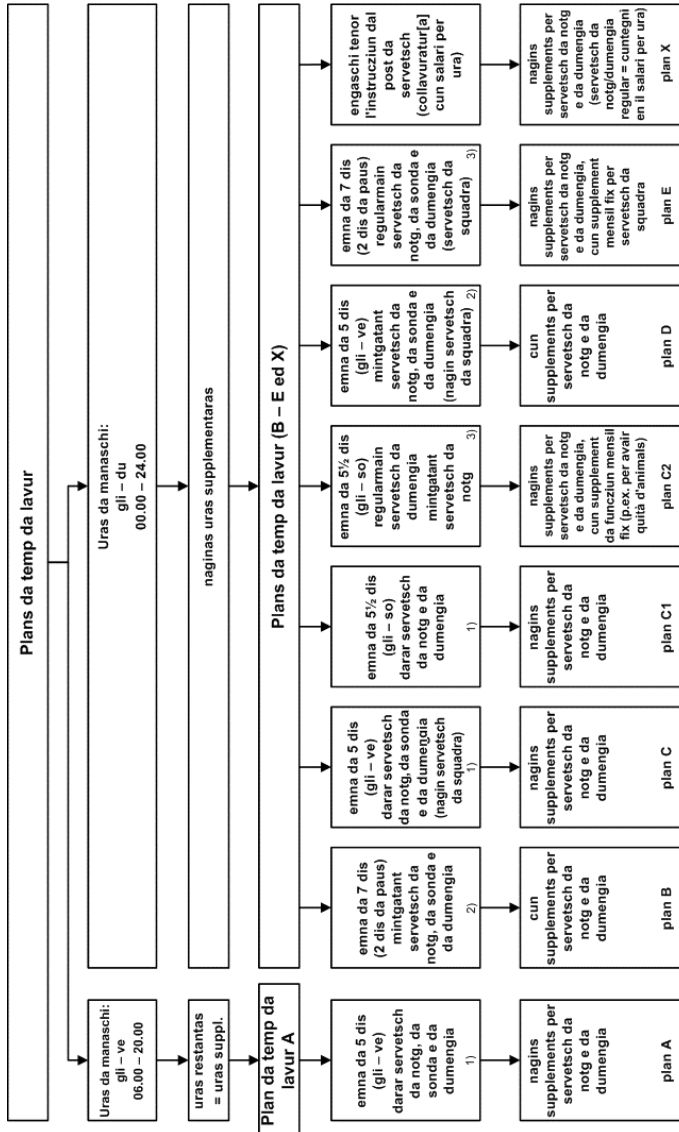 Plans da temp da lavur
Uras da manaschi:
gli – ve
06.00 – 20.00
Uras da manaschi:
gli – du
00.00 – 24.00
uras restantas
= uras suppl.
naginas uras supplementaras
Plan da temp da
lavur A
Plans da temp da lavur (B – E ed X)
emna da 5 dis
(gli – ve)
darar servetsch
da notg, da
sonda e da
dumengia
1)
emna da 7 dis
(2 dis da paus)
mintgatant
servetsch da
notg, da sonda e
da dumengia
2)
emna da 5 dis
(gli – ve)
darar servetsch
da notg, da sonda
e da dumengia
(nagin servetsch
da squadra)
1)
emna da 5½ dis
(gli – so)
darar servetsch
da notg e da
dumengia
1)
emna da 5½ dis
(gli – so)
regularmain
servetsch da
dumengia
mintgatant
servetsch da
notg
3)
emna da 5 dis
(gli – ve)
mintgatant
servetsch da
notg, da sonda e
da dumengia
(nagin servetsch
da squadra)
2)
emna da 7 dis
(2 dis da paus)
regularmain
servetsch da
notg, da sonda e
da dumengia
(servetsch da
squadra)
3)
engaschi tenor
l'instrucziun dal
post da
servetsch
(collavuratur[a]
cun salari per
ura)
nagins
supplements per
servetsch da
notg e da
dumengia
plan A
cun
supplements per
servetsch da
notg e da
dumengia
plan B
nagins
supplements per
servetsch da
notg e da
dumengia
plan C
nagins
supplements per
servetsch da
notg e da
dumengia
plan C1
nagins
supplements per
servetsch da notg
e da dumengia,
cun supplement
da funcziun mensil
fix (p.ex. per avair
quità d'animals)
plan C2
cun
supplements per
servetsch da
notg e da
dumengia
plan D
nagins
supplements per
servetsch da notg
e da dumengia,
cun supplement
mensil fix per
servetsch da
squadra
plan E
nagins
supplements per
servetsch da notg
e da dumengia
(servetsch da
notg/dumengia
regular = cuntegnì
en il salari per ura)
plan X